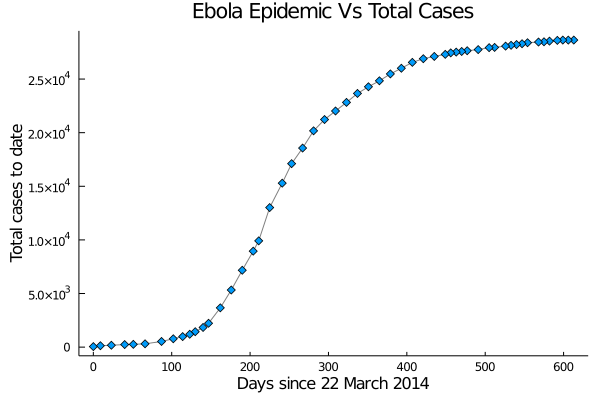 Ebola Epidemic Vs Total Cases
Total cases to date
2.5×10⁴
2.0×10⁴
1.5×10⁴
1.0×10⁴
5.0×10³
0
0 100 200 300 400 500 600
Days since 22 March 2014